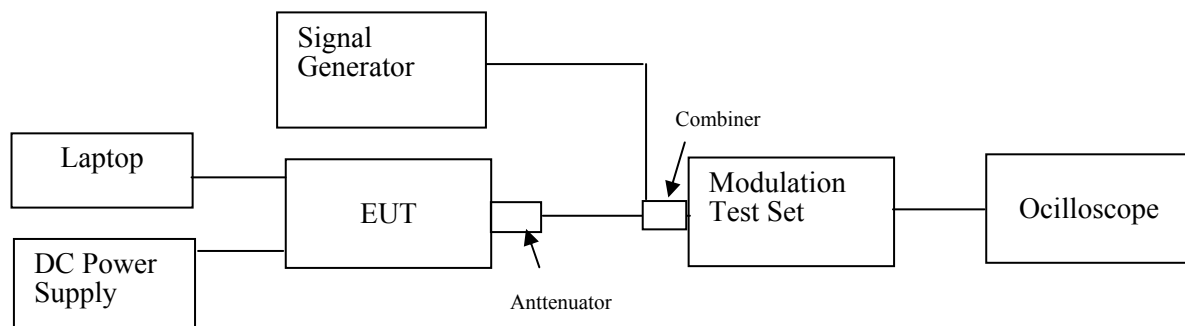 Signal
Generator
Combiner
Laptop
EUT
Modulation
Test Set
Ocilloscope
DC Power
Supply
Anttenuator